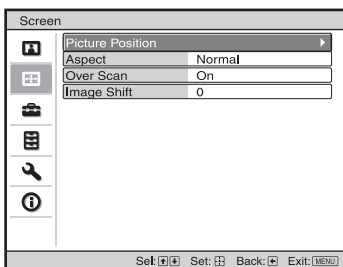 Screen
Picture Position
Aspect Normal
Over Scan On
Image Shift 0
Sel: Set: Back: Exit: MENU